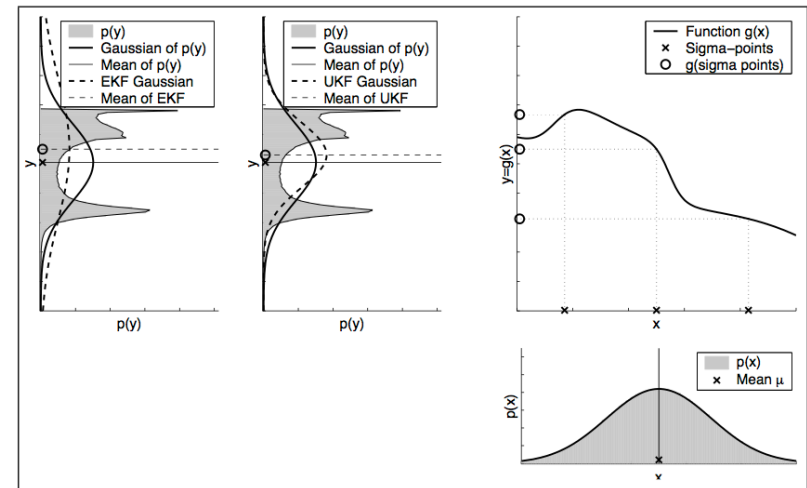 p(y)
Gaussian of p(y)
Mean of p(y)
EKF Gaussian
Mean of EKF
y
p(y)
p(y)
Gaussian of p(y)
Mean of p(y)
UKF Gaussian
Mean of UKF
y
p(y)
Function g(x)
Sigma-points
g(sigma points)
y=g(x)
x
p(x)
Mean μ
p(x)
x